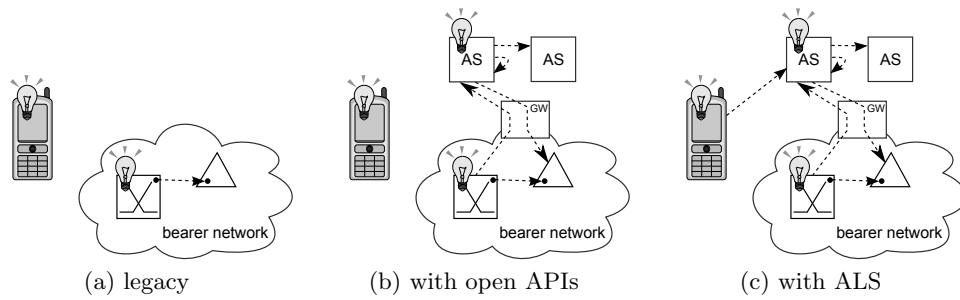 AS AS AS AS
GW GW
bearer network bearer network bearer network
(a) legacy (b) with open APIs (c) with ALS